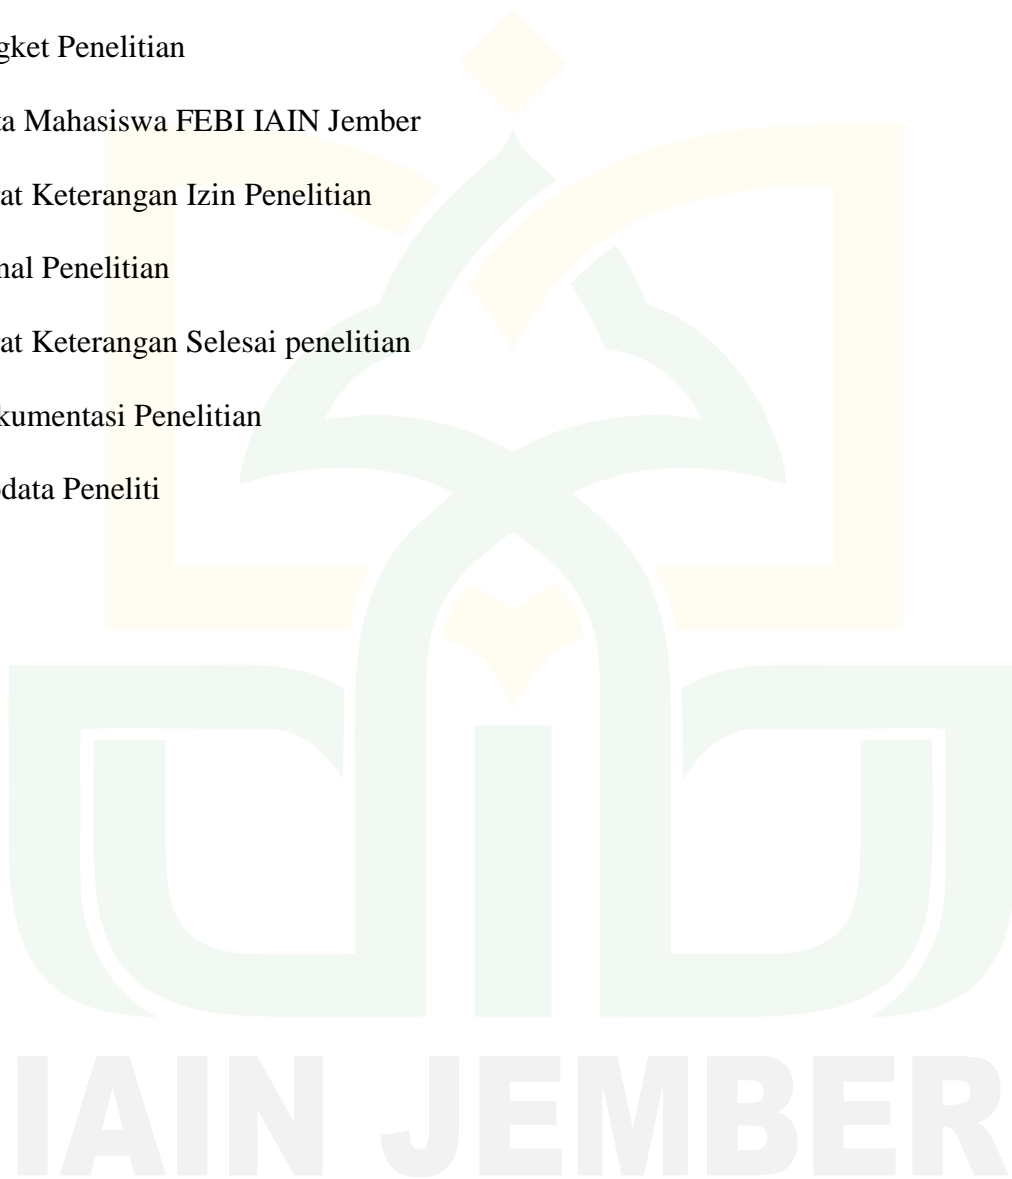 gket Penelitian
ta Mahasiswa FEBI IAIN Jember
at Keterangan Izin Penelitian
nal Penelitian
at Keterangan Selesai penelitian
kumentasi Penelitian
odata Peneliti
IAIN JEMBER